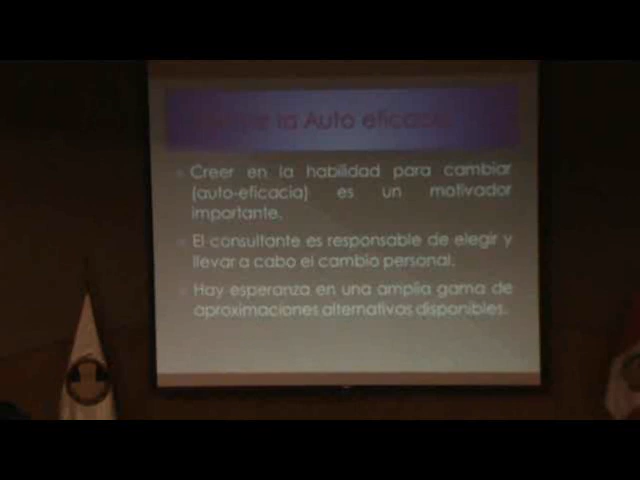 la Auto eficacia
Creer en la habilidad para cambiar
(auto-eficacia) es un motivador
importante.
El consultante es responsable de elegir y
llevar a cabo el cambio personal.
Hay esperanza en una amplia gama de
aproximaciones alternativos disponibles.